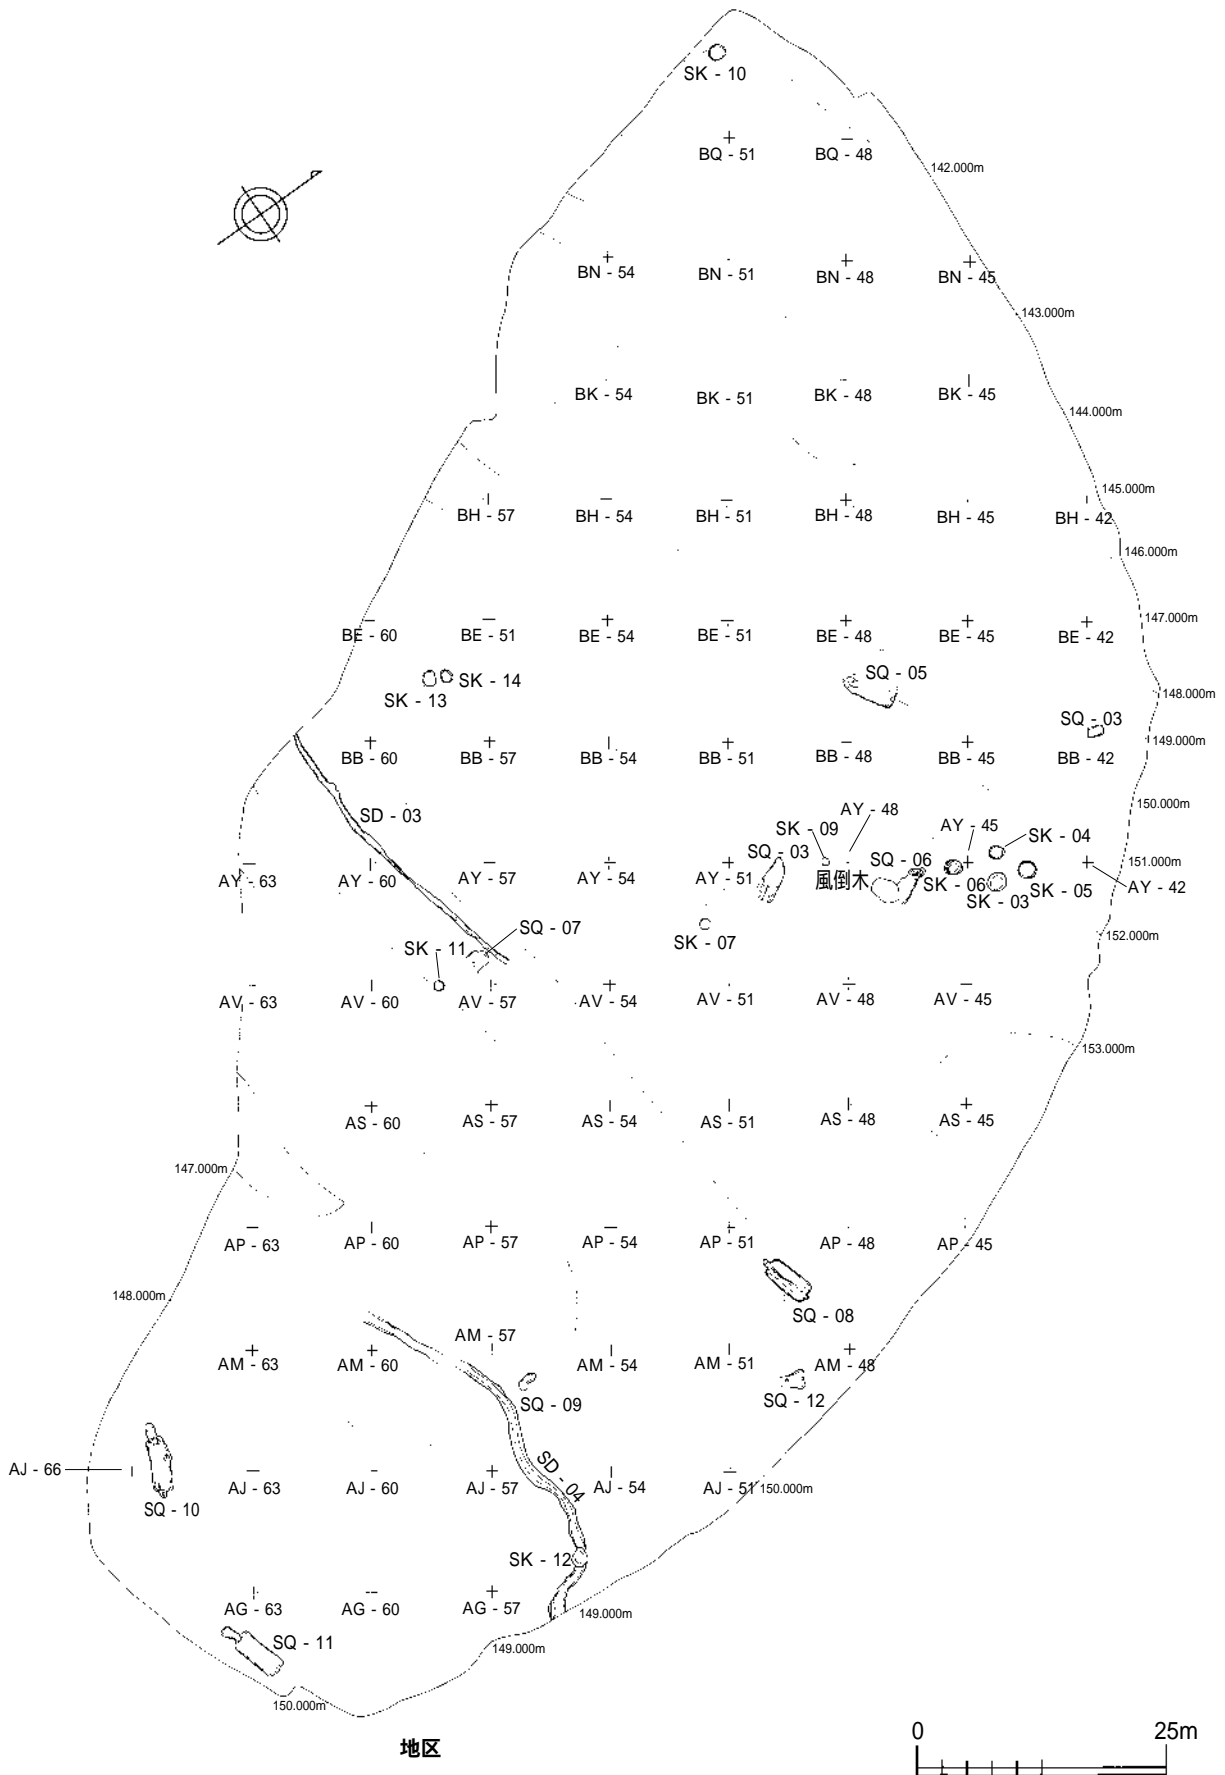 SK - 10
BQ - 51
BQ - 48
142.000m
BN - 54
BN - 51
BN - 48
BN - 45
143.000m
BK - 54
BK - 51
BK - 48
BK - 45
144.000m
145.000m
BH - 57
BH - 54
BH - 51
BH - 48
BH - 45
BH - 42
146.000m
147.000m
BE - 60
BE - 51
BE - 54
BE - 51
BE - 48
BE - 45
BE - 42
SK - 14
SK - 13
SQ - 05
148.000m
SQ - 03
149.000m
BB - 60
BB - 57
BB - 54
BB - 51
BB - 48
BB - 45
BB - 42
150.000m
SD - 03
AY - 48
SK - 09
AY - 45
SK - 04
SQ - 03
SQ - 06
151.000m
AY - 63
AY - 60
AY - 57
AY - 54
AY - 51
風倒木
SK - 06
SK - 03
SK - 05
AY - 42
SQ - 07
SK - 11
SK - 07
152.000m
AV - 63
AV - 60
AV - 57
AV - 54
AV - 51
AV - 48
AV - 45
153.000m
AS - 60
AS - 57
AS - 54
AS - 51
AS - 48
AS - 45
147.000m
AP - 63
AP - 60
AP - 57
AP - 54
AP - 51
AP - 48
AP - 45
148.000m
SQ - 08
AM - 57
AM - 63
AM - 60
AM - 54
AM - 51
AM - 48
SQ - 09
SQ - 12
AJ - 66
SD - 04
AJ - 63
AJ - 60
AJ - 57
AJ - 54
AJ - 51
150.000m
SQ - 10
SK - 12
AG - 63
AG - 60
AG - 57
149.000m
SQ - 11
149.000m
150.000m
地区
0
25m